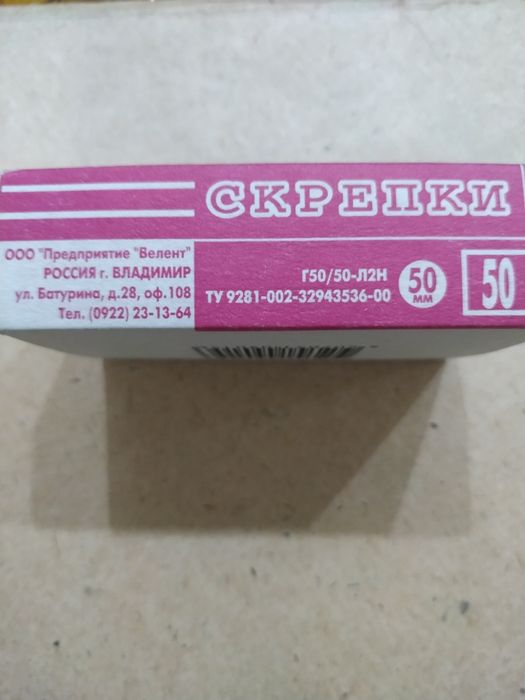 СКРЕПКИ
ООО "Предприятие "Велент"
РОССИЯ г. ВЛАДИМИР
ул. Батурина, д.28, оф.108
Тел. (0922) 23-13-64
Г50/50-Л2Н
ТУ 9281-002-32943536-00
50
ММ
50